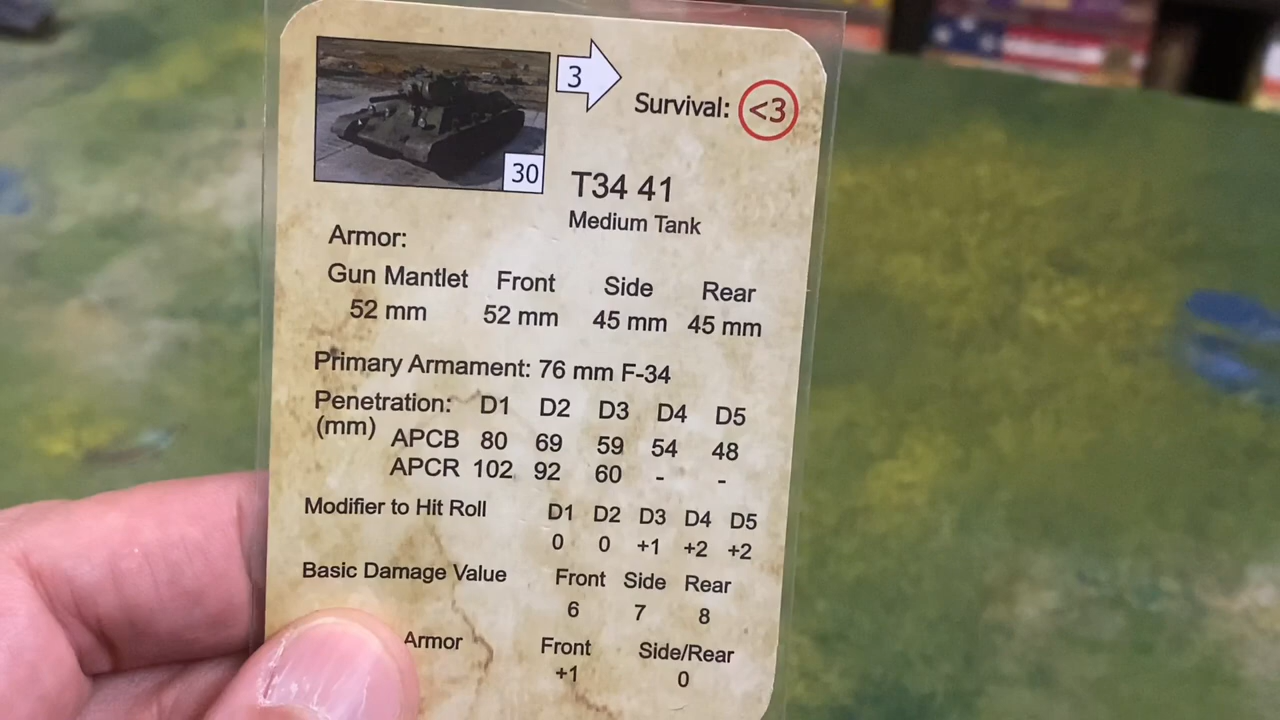 3
Survival: <3
30
T34 41
Medium Tank
Armor:
Gun Mantlet Front Side Rear
52 mm 52 mm 45 mm 45 mm
Primary Armament: 76 mm F-34
Penetration: D1 D2 D3 D4 D5
(mm) APCB 80 69 59 54 48
APCR 102 92 60 - -
Modifier to Hit Roll D1 D2 D3 D4 D5
0 0 +1 +2 +2
Basic Damage Value Front Side Rear
6 7 8
Armor Front Side/Rear
+1 0